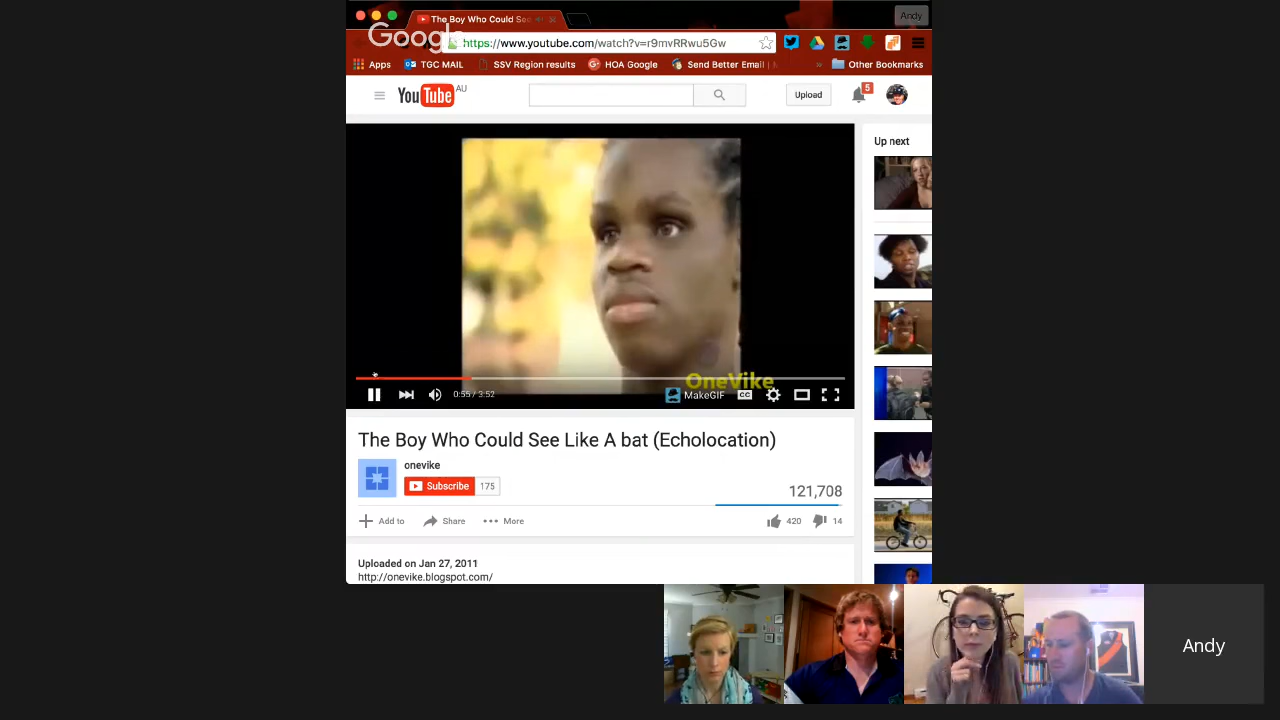 The Boy Who Could See
Andy
Google
https://www.youtube.com/watch?v=r9mvRRwu5Gw
Apps TGC MAIL SSV Region results HOA Google Send Better Email | » Other Bookmarks
YouTube AU Upload 5
Up next
OneVike
0:55 / 3:52 MakeGIF CC
The Boy Who Could See Like A bat (Echolocation)
onevike
Subscribe 175
121,708
Add to Share More 420 14
Uploaded on Jan 27, 2011
http://onevike.blogspot.com/
Andy